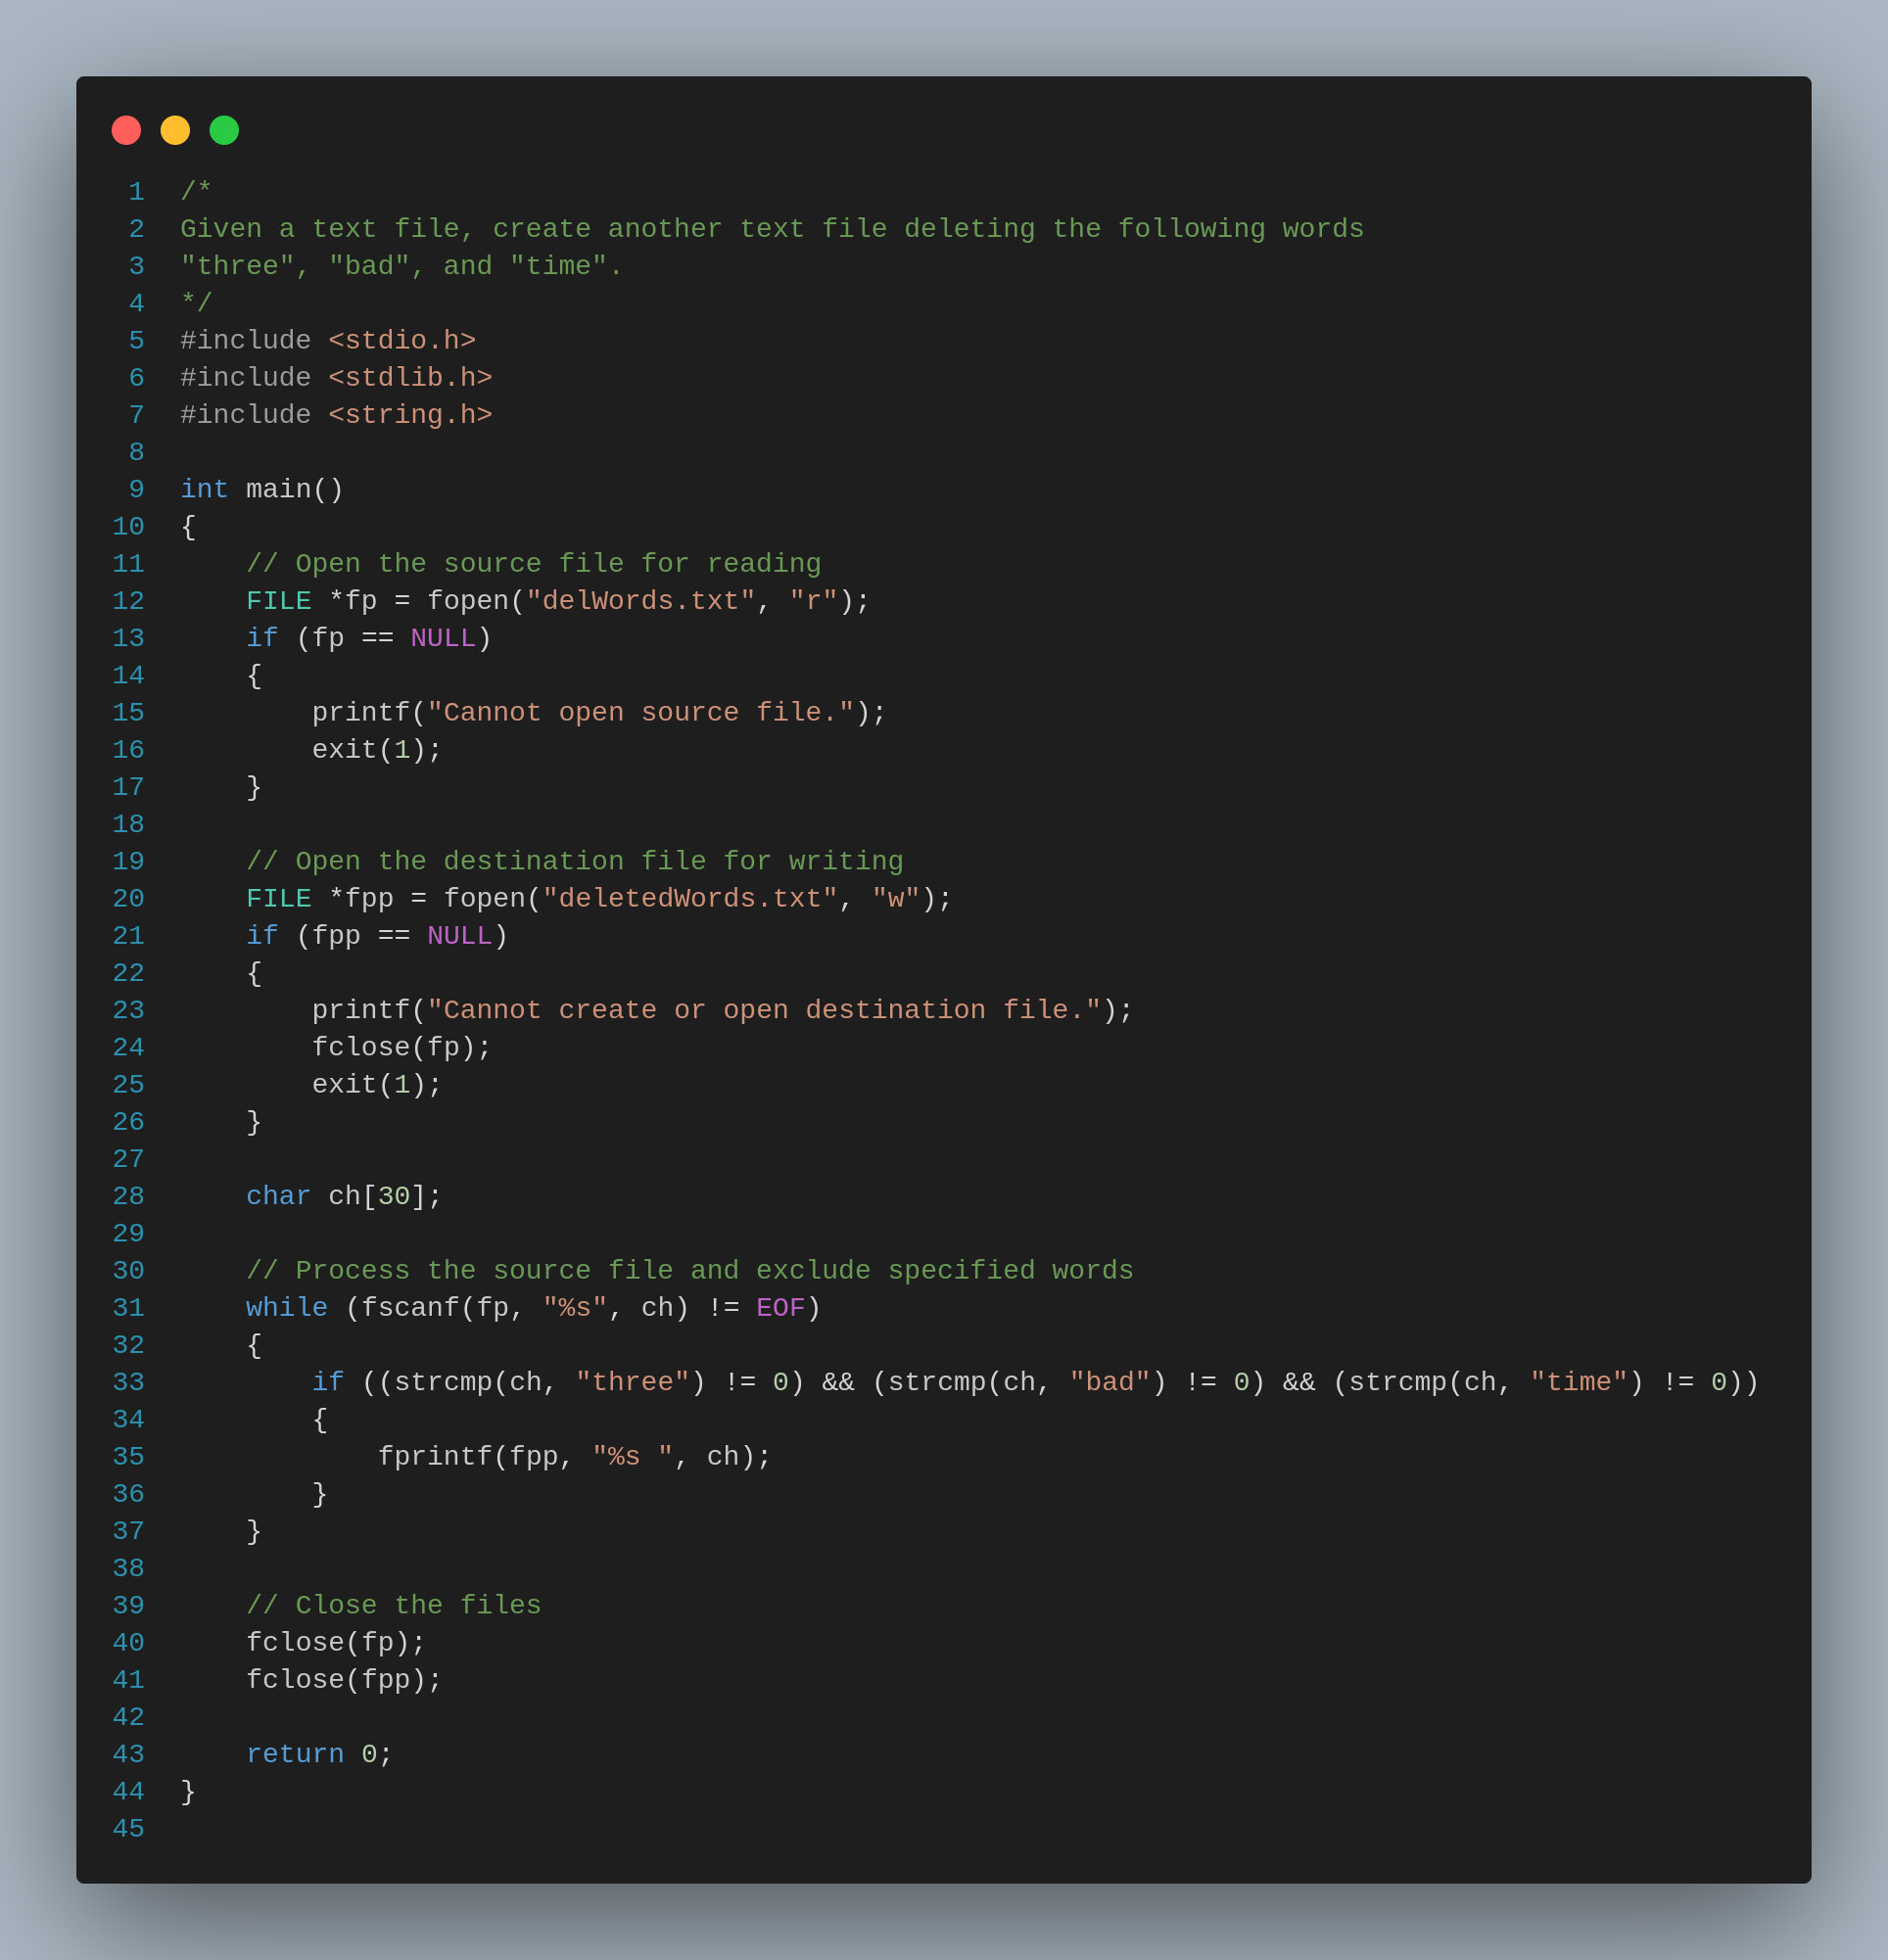 1 /*
2 Given a text file, create another text file deleting the following words
3 "three", "bad", and "time".
4 */
5 #include <stdio.h>
6 #include <stdlib.h>
7 #include <string.h>
8
9 int main()
10 {
11     // Open the source file for reading
12     FILE *fp = fopen("delWords.txt", "r");
13     if (fp == NULL)
14     {
15         printf("Cannot open source file.");
16         exit(1);
17     }
18
19     // Open the destination file for writing
20     FILE *fpp = fopen("deletedWords.txt", "w");
21     if (fpp == NULL)
22     {
23         printf("Cannot create or open destination file.");
24         fclose(fp);
25         exit(1);
26     }
27
28     char ch[30];
29
30     // Process the source file and exclude specified words
31     while (fscanf(fp, "%s", ch) != EOF)
32     {
33         if ((strcmp(ch, "three") != 0) && (strcmp(ch, "bad") != 0) && (strcmp(ch, "time") != 0))
34         {
35             fprintf(fpp, "%s ", ch);
36         }
37     }
38
39     // Close the files
40     fclose(fp);
41     fclose(fpp);
42
43     return 0;
44 }
45